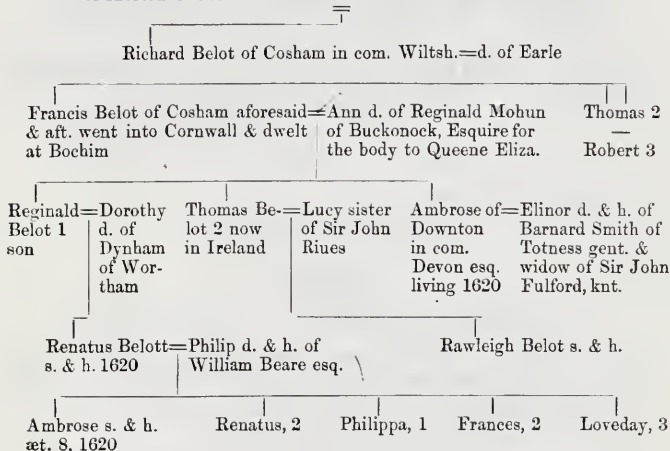 Richard Belot of Cosham in com. Wiltsh.=d. of Earle
Francis Belot of Cosham aforesaid=Ann d. of Reginald Mohun
& aft. went into Cornwall & dwelt
at Bochim
of Buckonock, Esquire for
the body to Queene Eliza.
Thomas 2
—
Robert 3
Reginald=Dorothy
Belot 1
son
d. of
Dynham
of Wor-
tham
Thomas Be-=Lucy sister
lot 2 now
in Ireland
of Sir John
Riues
Ambrose of=Elinor d. & h. of
Downton
in com.
Devon esq.
living 1620
Barnard Smith of
Totness gent. &
widow of Sir John
Fulford, knt.
Renatus Belott=Philip d. & h. of
s. & h. 1620
William Beare esq.
Rawleigh Belot s. & h.
Ambrose s. & h.
æt. 8, 1620
Renatus, 2
Philippa, 1
Frances, 2
Loveday, 3